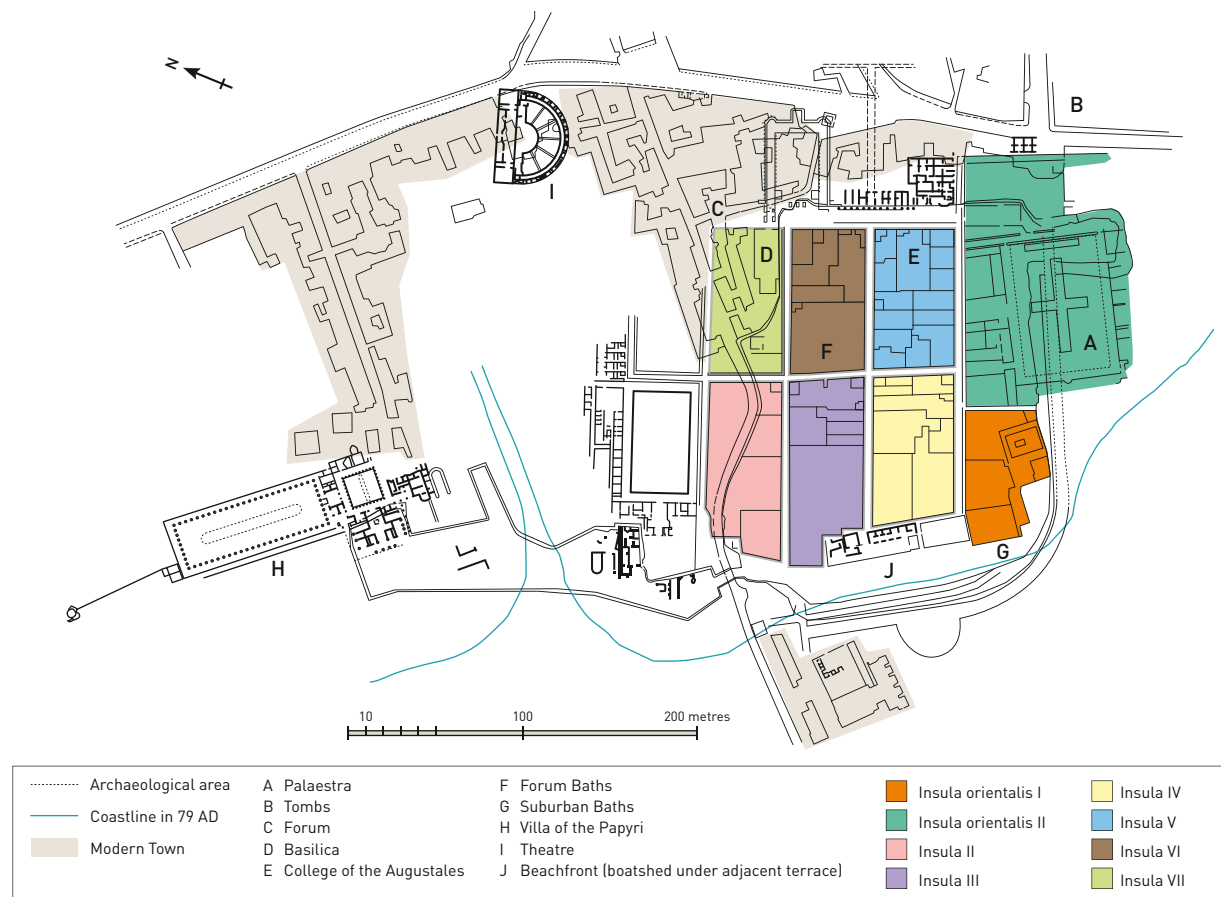 N
B
I
C
D
E
F
A
H
G
J
10
100
200 metres
Archaeological area
Coastline in 79 AD
Modern Town
A Palaestra
B Tombs
C Forum
D Basilica
E College of the Augustales
F Forum Baths
G Suburban Baths
H Villa of the Papyri
I Theatre
J Beachfront (boatshed under adjacent terrace)
Insula orientalis I
Insula orientalis II
Insula II
Insula III
Insula IV
Insula V
Insula VI
Insula VII